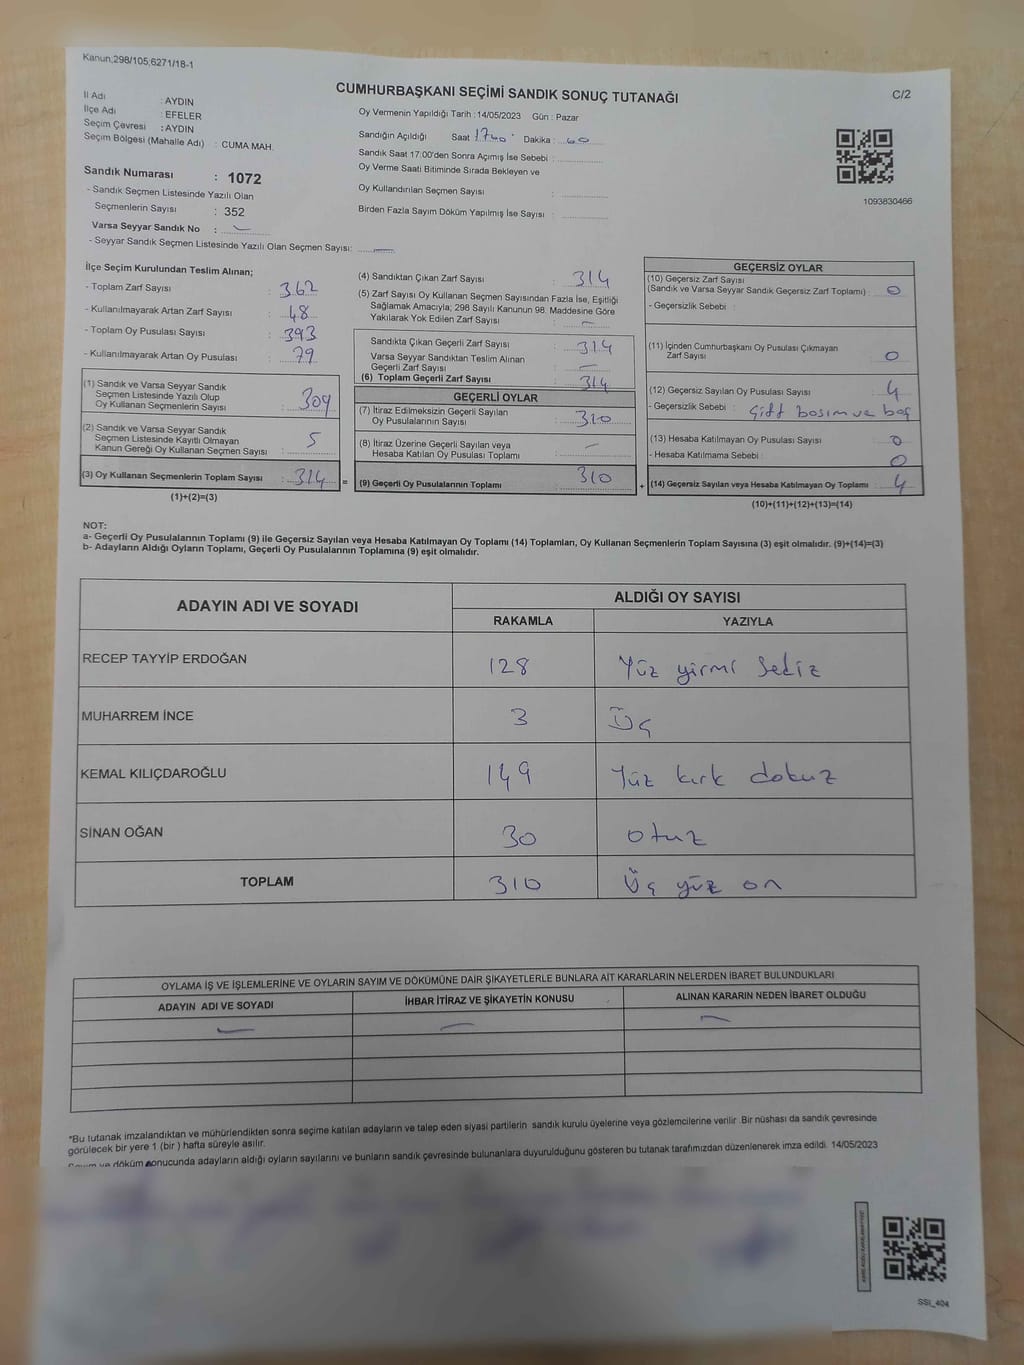 Kanun;298/105;6271/18-1
CUMHURBAŞKANI SEÇİMİ SANDIK SONUÇ TUTANAĞI
C/2
İl Adı : AYDIN
İlçe Adı : EFELER
Seçim Çevresi : AYDIN
Seçim Bölgesi (Mahalle Adı) : CUMA MAH.
Sandık Numarası : 1072
- Sandık Seçmen Listesinde Yazılı Olan
Seçmenlerin Sayısı : 352
Varsa Seyyar Sandık No : —
- Seyyar Sandık Seçmen Listesinde Yazılı Olan Seçmen Sayısı: —
Oy Vermenin Yapıldığı Tarih : 14/05/2023 Gün : Pazar
Sandığın Açıldığı Saat Dakika :
Sandık Saat 17:00'den Sonra Açımış İse Sebebi :
Oy Verme Saati Bitiminde Sırada Bekleyen ve
Oy Kullandırılan Seçmen Sayısı :
Birden Fazla Sayım Döküm Yapılmış İse Sayısı :
1093830466
İlçe Seçim Kurulundan Teslim Alınan;
- Toplam Zarf Sayısı : 362
- Kullanılmayarak Artan Zarf Sayısı : 48
- Toplam Oy Pusulası Sayısı : 393
- Kullanılmayarak Artan Oy Pusulası : 79
(1) Sandık ve Varsa Seyyar Sandık
Seçmen Listesinde Yazılı Olup
Oy Kullanan Seçmenlerin Sayısı : 309
(2) Sandık ve Varsa Seyyar Sandık
Seçmen Listesinde Kayıtlı Olmayan
Kanun Gereği Oy Kullanan Seçmen Sayısı : 5
(3) Oy Kullanan Seçmenlerin Toplam Sayısı : 314 =
(1)+(2)=(3)
(4) Sandıktan Çıkan Zarf Sayısı : 314
(5) Zarf Sayısı Oy Kullanan Seçmen Sayısından Fazla İse, Eşitliği
Sağlamak Amacıyla; 298 Sayılı Kanunun 98. Maddesine Göre
Yakılarak Yok Edilen Zarf Sayısı : —
Sandıkta Çıkan Geçerli Zarf Sayısı : 314
Varsa Seyyar Sandıktan Teslim Alınan
Geçerli Zarf Sayısı : —
(6) Toplam Geçerli Zarf Sayısı : 314
GEÇERLİ OYLAR
(7) İtiraz Edilmeksizin Geçerli Sayılan
Oy Pusulalarının Sayısı : 310
(8) İtiraz Üzerine Geçerli Sayılan veya
Hesaba Katılan Oy Pusulası Toplamı : —
(9) Geçerli Oy Pusulalarının Toplamı : 310 +
GEÇERSİZ OYLAR
(10) Geçersiz Zarf Sayısı
(Sandık ve Varsa Seyyar Sandık Geçersiz Zarf Toplamı) : 0
- Geçersizlik Sebebi :
(11) İçinden Cumhurbaşkanı Oy Pusulası Çıkmayan
Zarf Sayısı : 0
(12) Geçersiz Sayılan Oy Pusulası Sayısı : 4
- Geçersizlik Sebebi : Çift basım ve boş
(13) Hesaba Katılmayan Oy Pusulası Sayısı : 0
- Hesaba Katılmama Sebebi : 0
(14) Geçersiz Sayılan veya Hesaba Katılmayan Oy Toplamı : 4
(10)+(11)+(12)+(13)=(14)
NOT:
a- Geçerli Oy Pusulalarının Toplamı (9) ile Geçersiz Sayılan veya Hesaba Katılmayan Oy Toplamı (14) Toplamları, Oy Kullanan Seçmenlerin Toplam Sayısına (3) eşit olmalıdır. (9)+(14)=(3)
b- Adayların Aldığı Oyların Toplamı, Geçerli Oy Pusulalarının Toplamına (9) eşit olmalıdır.
ADAYIN ADI VE SOYADI ALDIĞI OY SAYISI
RAKAMLA YAZIYLA
RECEP TAYYİP ERDOĞAN 128 Yüz yirmi Sekiz
MUHARREM İNCE 3 Üç
KEMAL KILIÇDAROĞLU 149 Yüz kırk dokuz
SİNAN OĞAN 30 otuz
TOPLAM 310 Üç yüz on
OYLAMA İŞ VE İŞLEMLERİNE VE OYLARIN SAYIM VE DÖKÜMÜNE DAİR ŞİKAYETLERLE BUNLARA AİT KARARLARIN NELERDEN İBARET BULUNDUKLARI
ADAYIN ADI VE SOYADI İHBAR İTİRAZ VE ŞİKAYETİN KONUSU ALINAN KARARIN NEDEN İBARET OLDUĞU
— — —
*Bu tutanak imzalandıktan ve mühürlendikten sonra seçime katılan adayların ve talep eden siyasi partilerin sandık kurulu üyelerine veya gözlemcilerine verilir .Bir nüshası da sandık çevresinde
görülecek bir yere 1 (bir ) hafta süreyle asılır.
Sayım ve döküm sonucunda adayların aldığı oyların sayılarını ve bunların sandık çevresinde bulunanlara duyurulduğunu gösteren bu tutanak tarafımızdan düzenlenerek imza edildi. 14/05/2023
SSI_404